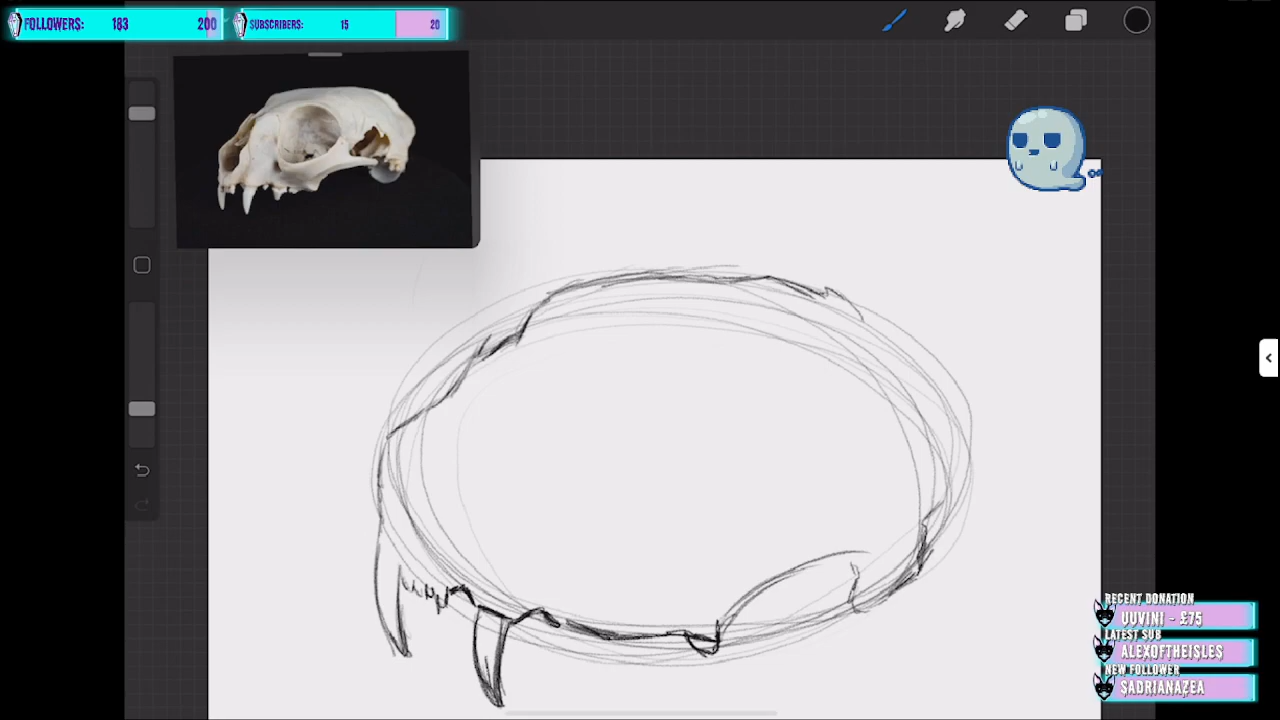 FOLLOWERS: 183 200
SUBSCRIBERS: 15 20
RECENT DONATION
UUVINI - £75
LATEST SUB
ALEXOFTHEISLES
NEW FOLLOWER
SADRIANAZEA